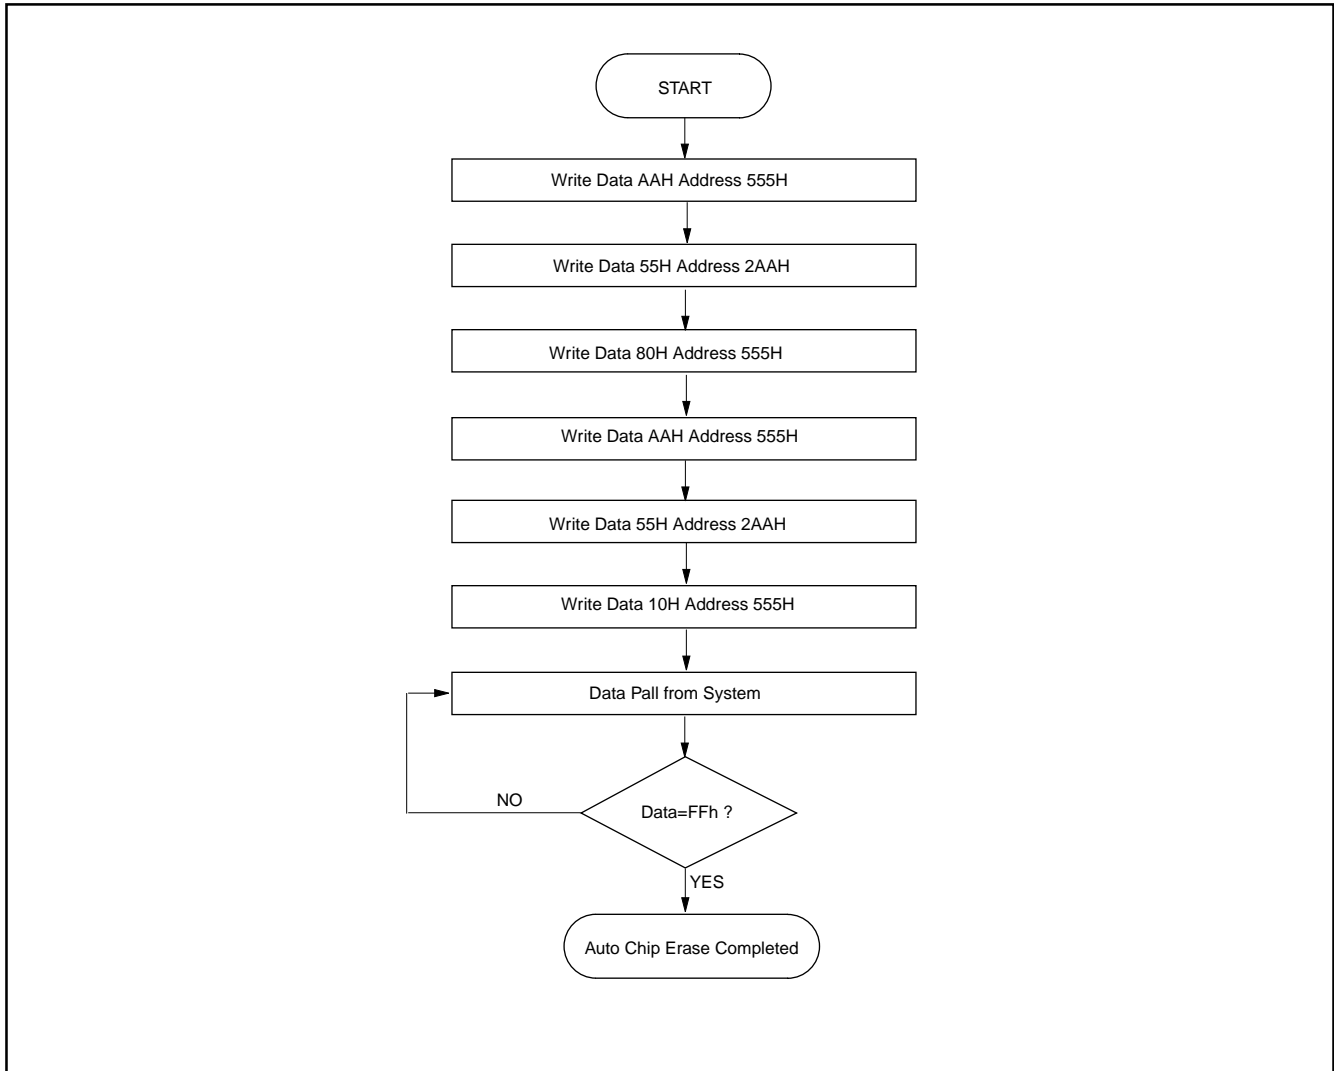 START
Write Data AAH Address 555H
Write Data 55H Address 2AAH
Write Data 80H Address 555H
Write Data AAH Address 555H
Write Data 55H Address 2AAH
Write Data 10H Address 555H
Data Pall from System
NO
Data=FFh ?
YES
Auto Chip Erase Completed